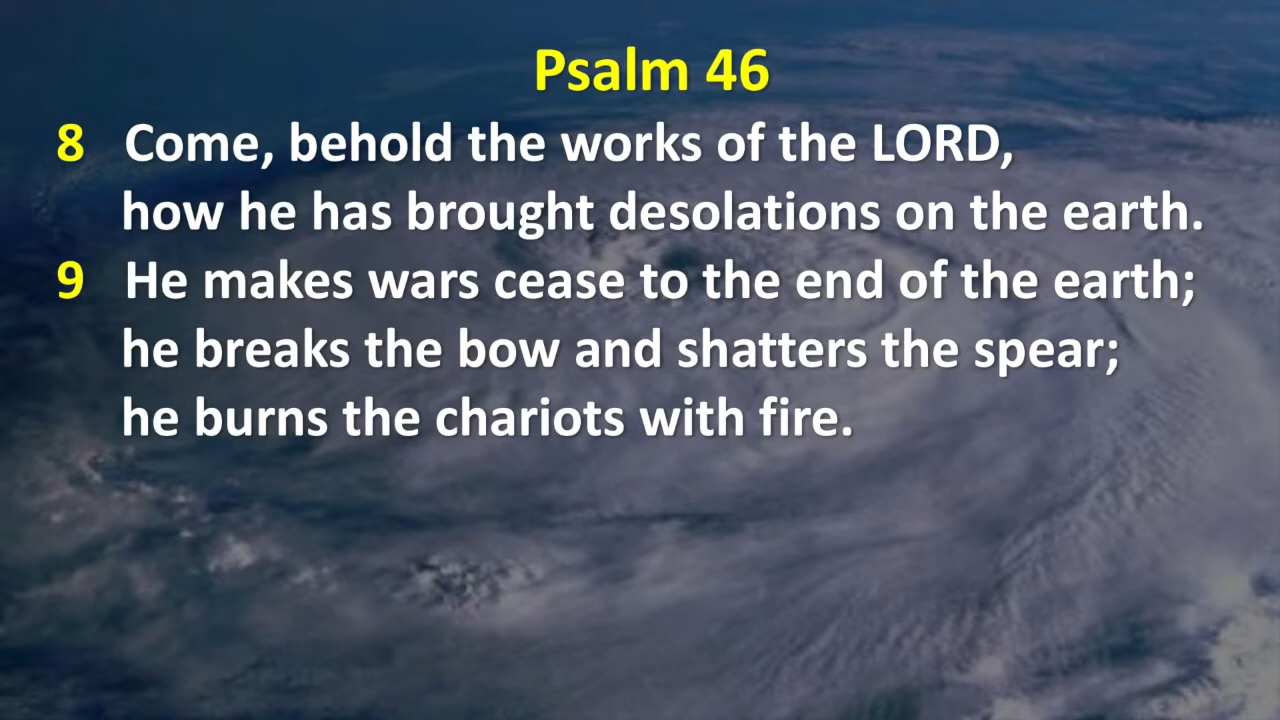 Psalm 46
8 Come, behold the works of the LORD,
how he has brought desolations on the earth.
9 He makes wars cease to the end of the earth;
he breaks the bow and shatters the spear;
he burns the chariots with fire.